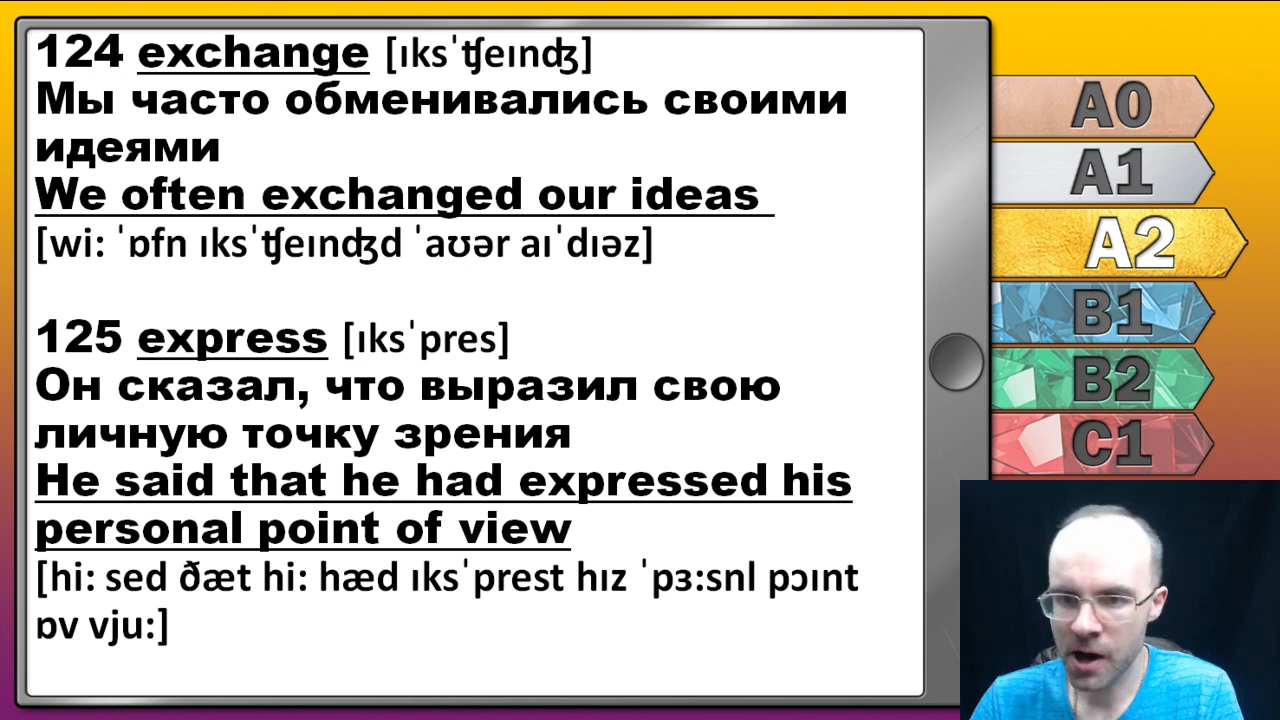 124 exchange [ɪksˈʧeɪnʤ]
Мы часто обменивались своими
идеями
We often exchanged our ideas
[wi: ˈɒfn ɪksˈʧeɪnʤd ˈaʊər aɪˈdɪəz]
125 express [ɪksˈpres]
Он сказал, что выразил свою
личную точку зрения
He said that he had expressed his
personal point of view
[hi: sed ðæt hi: hæd ɪksˈprest hɪz ˈpɜ:snl pɔɪnt
ɒv vju:]
A0
A1
A2
B1
B2
C1